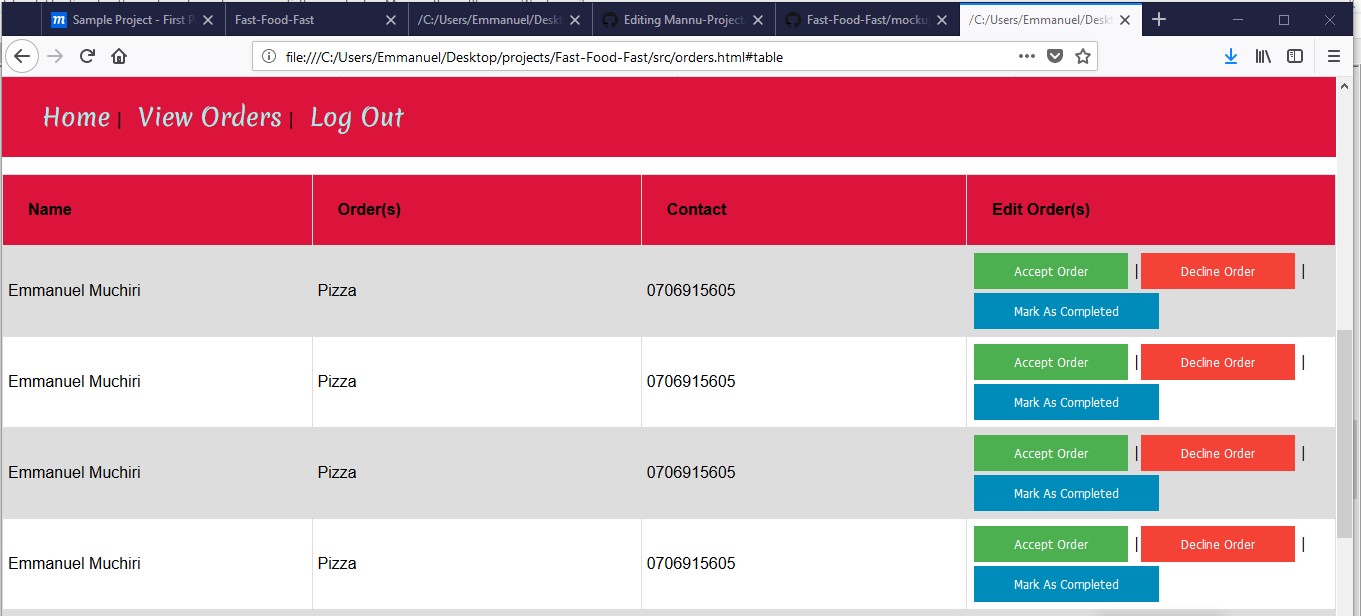 Sample Project - First P
Fast-Food-Fast
/C:/Users/Emmanuel/Desk
Editing Mannu-Project
Fast-Food-Fast/mocku
/C:/Users/Emmanuel/Desk
file:///C:/Users/Emmanuel/Desktop/projects/Fast-Food-Fast/src/orders.html#table
Home | View Orders | Log Out
Name Order(s) Contact Edit Order(s)
Emmanuel Muchiri Pizza 0706915605 Accept Order | Decline Order |
Mark As Completed
Emmanuel Muchiri Pizza 0706915605 Accept Order | Decline Order |
Mark As Completed
Emmanuel Muchiri Pizza 0706915605 Accept Order | Decline Order |
Mark As Completed
Emmanuel Muchiri Pizza 0706915605 Accept Order | Decline Order |
Mark As Completed